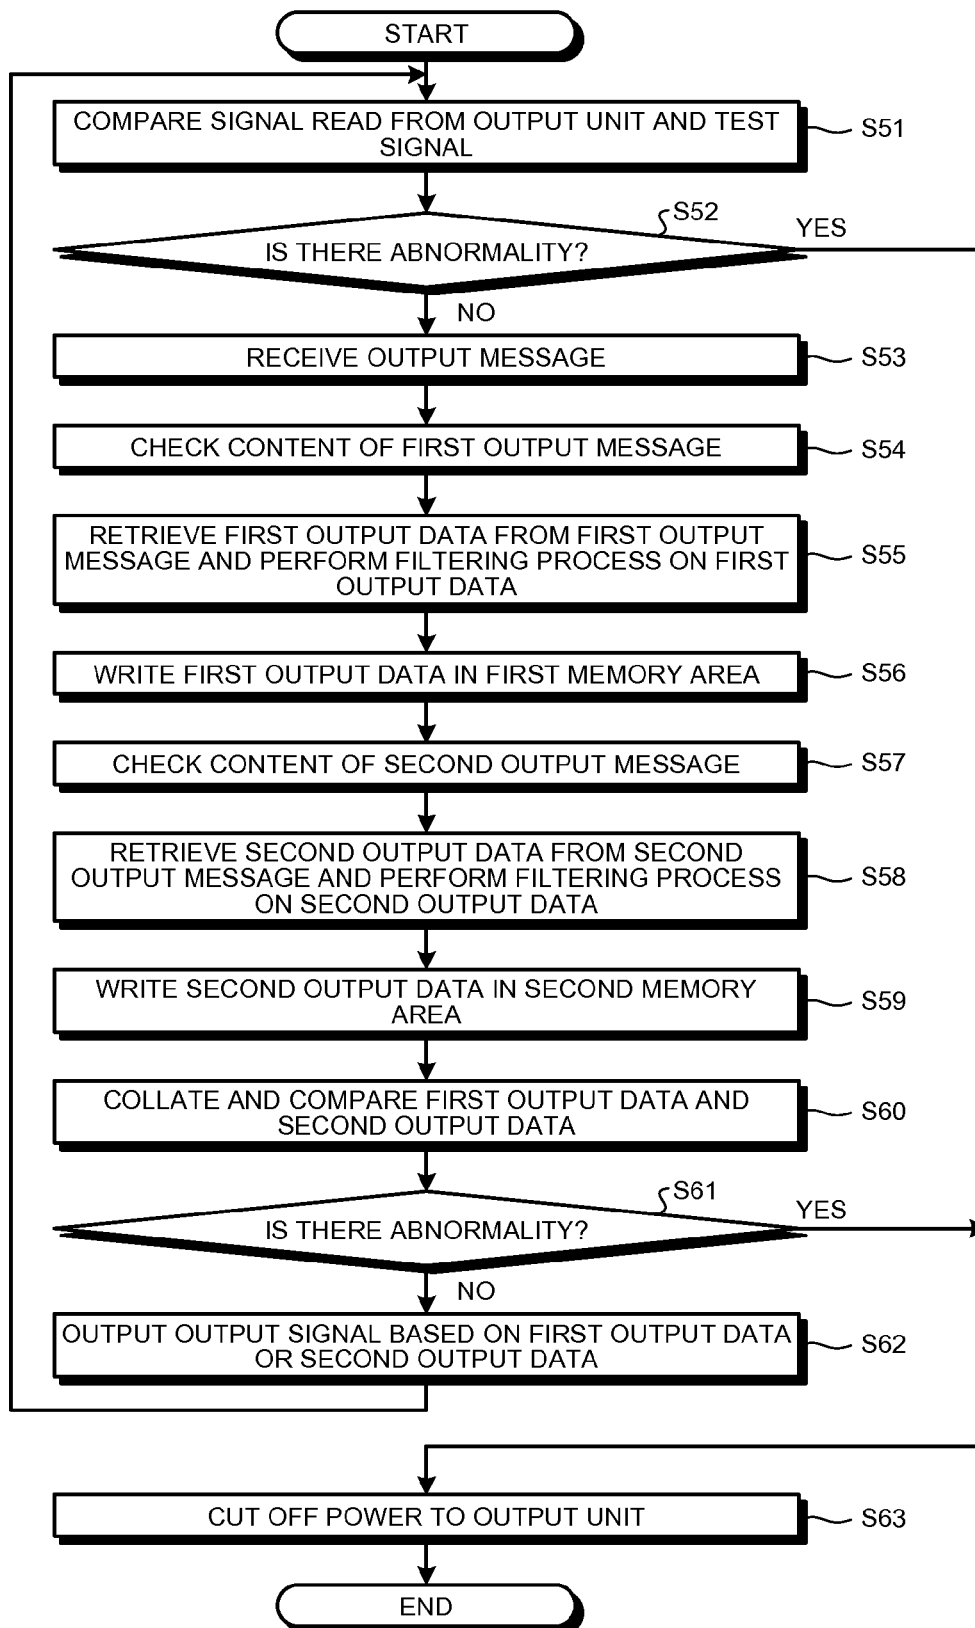 START
COMPARE SIGNAL READ FROM OUTPUT UNIT AND TEST
SIGNAL
S51
S52
YES
IS THERE ABNORMALITY?
NO
RECEIVE OUTPUT MESSAGE
S53
CHECK CONTENT OF FIRST OUTPUT MESSAGE
S54
RETRIEVE FIRST OUTPUT DATA FROM FIRST OUTPUT
MESSAGE AND PERFORM FILTERING PROCESS ON FIRST
OUTPUT DATA
S55
WRITE FIRST OUTPUT DATA IN FIRST MEMORY AREA
S56
CHECK CONTENT OF SECOND OUTPUT MESSAGE
S57
RETRIEVE SECOND OUTPUT DATA FROM SECOND
OUTPUT MESSAGE AND PERFORM FILTERING PROCESS
ON SECOND OUTPUT DATA
S58
WRITE SECOND OUTPUT DATA IN SECOND MEMORY
AREA
S59
COLLATE AND COMPARE FIRST OUTPUT DATA AND
SECOND OUTPUT DATA
S60
S61
YES
IS THERE ABNORMALITY?
NO
OUTPUT OUTPUT SIGNAL BASED ON FIRST OUTPUT DATA
OR SECOND OUTPUT DATA
S62
CUT OFF POWER TO OUTPUT UNIT
S63
END